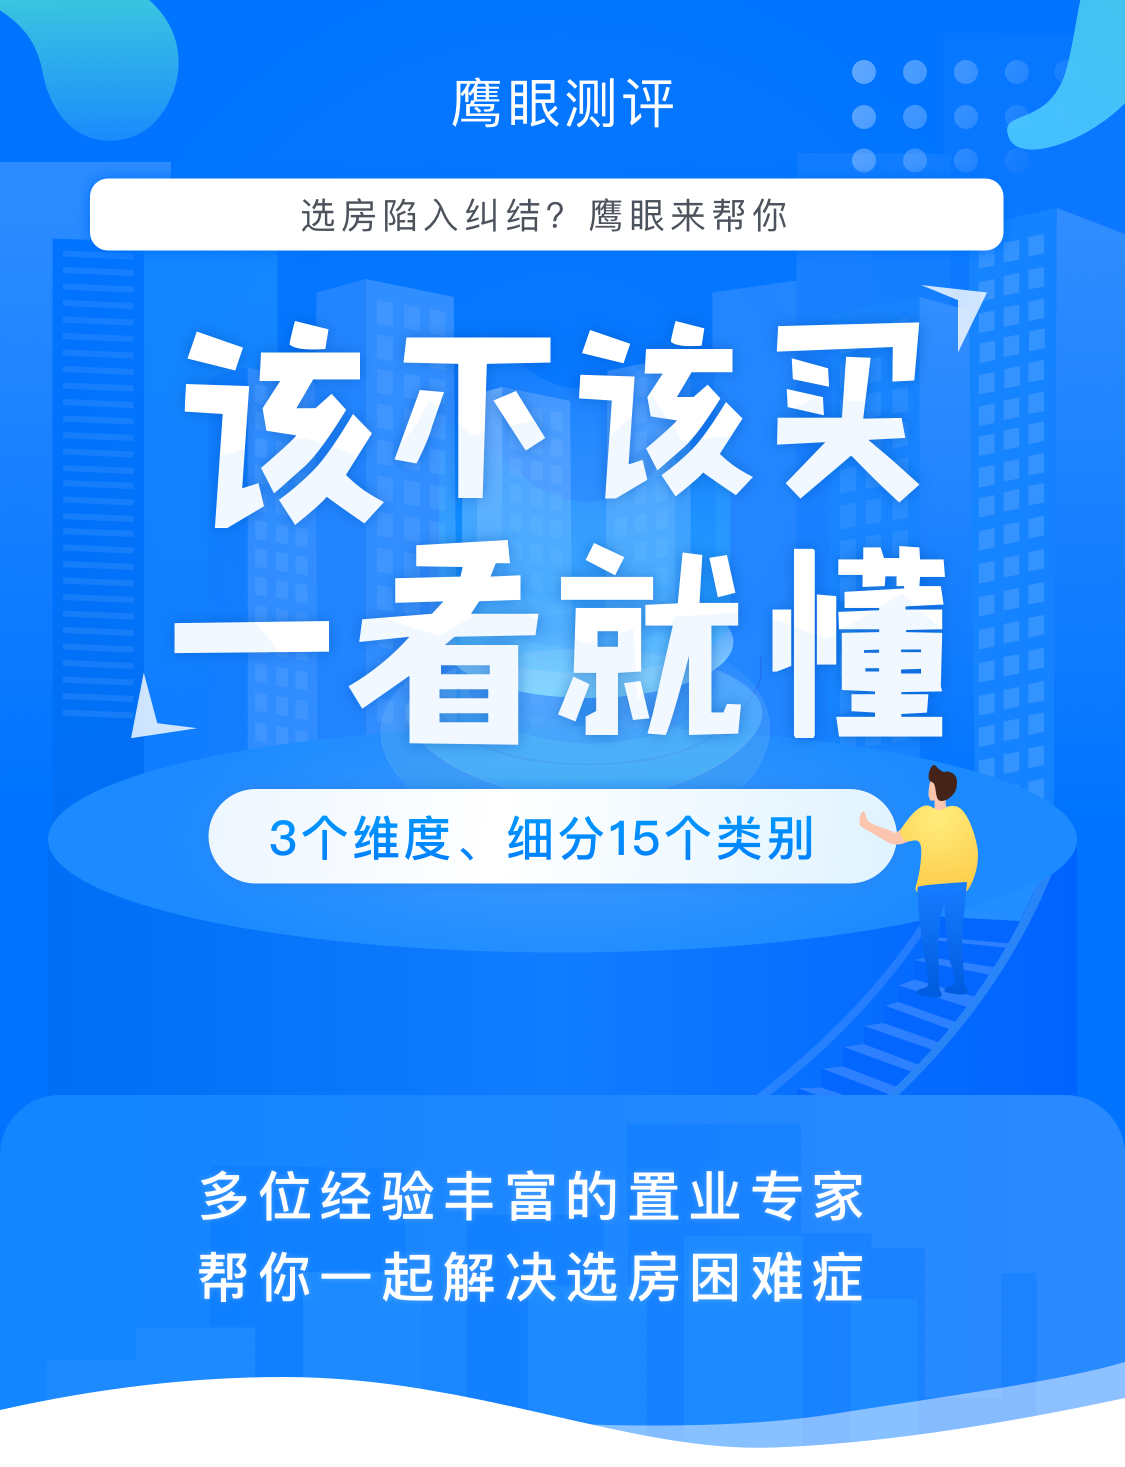 鹰眼测评
选房陷入纠结? 鹰眼来帮你
该不该买
一看就懂
3个维度、细分15个类别
多位经验丰富的置业专家
帮你一起解决选房困难症